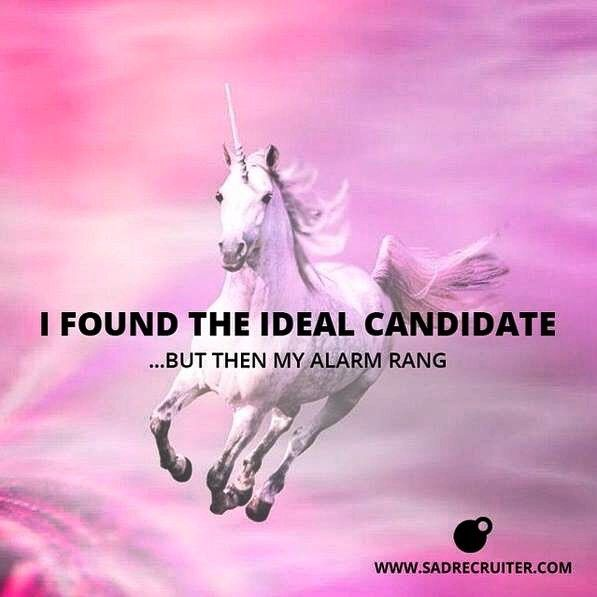 I FOUND THE IDEAL CANDIDATE
...BUT THEN MY ALARM RANG
WWW.SADRECRUITER.COM